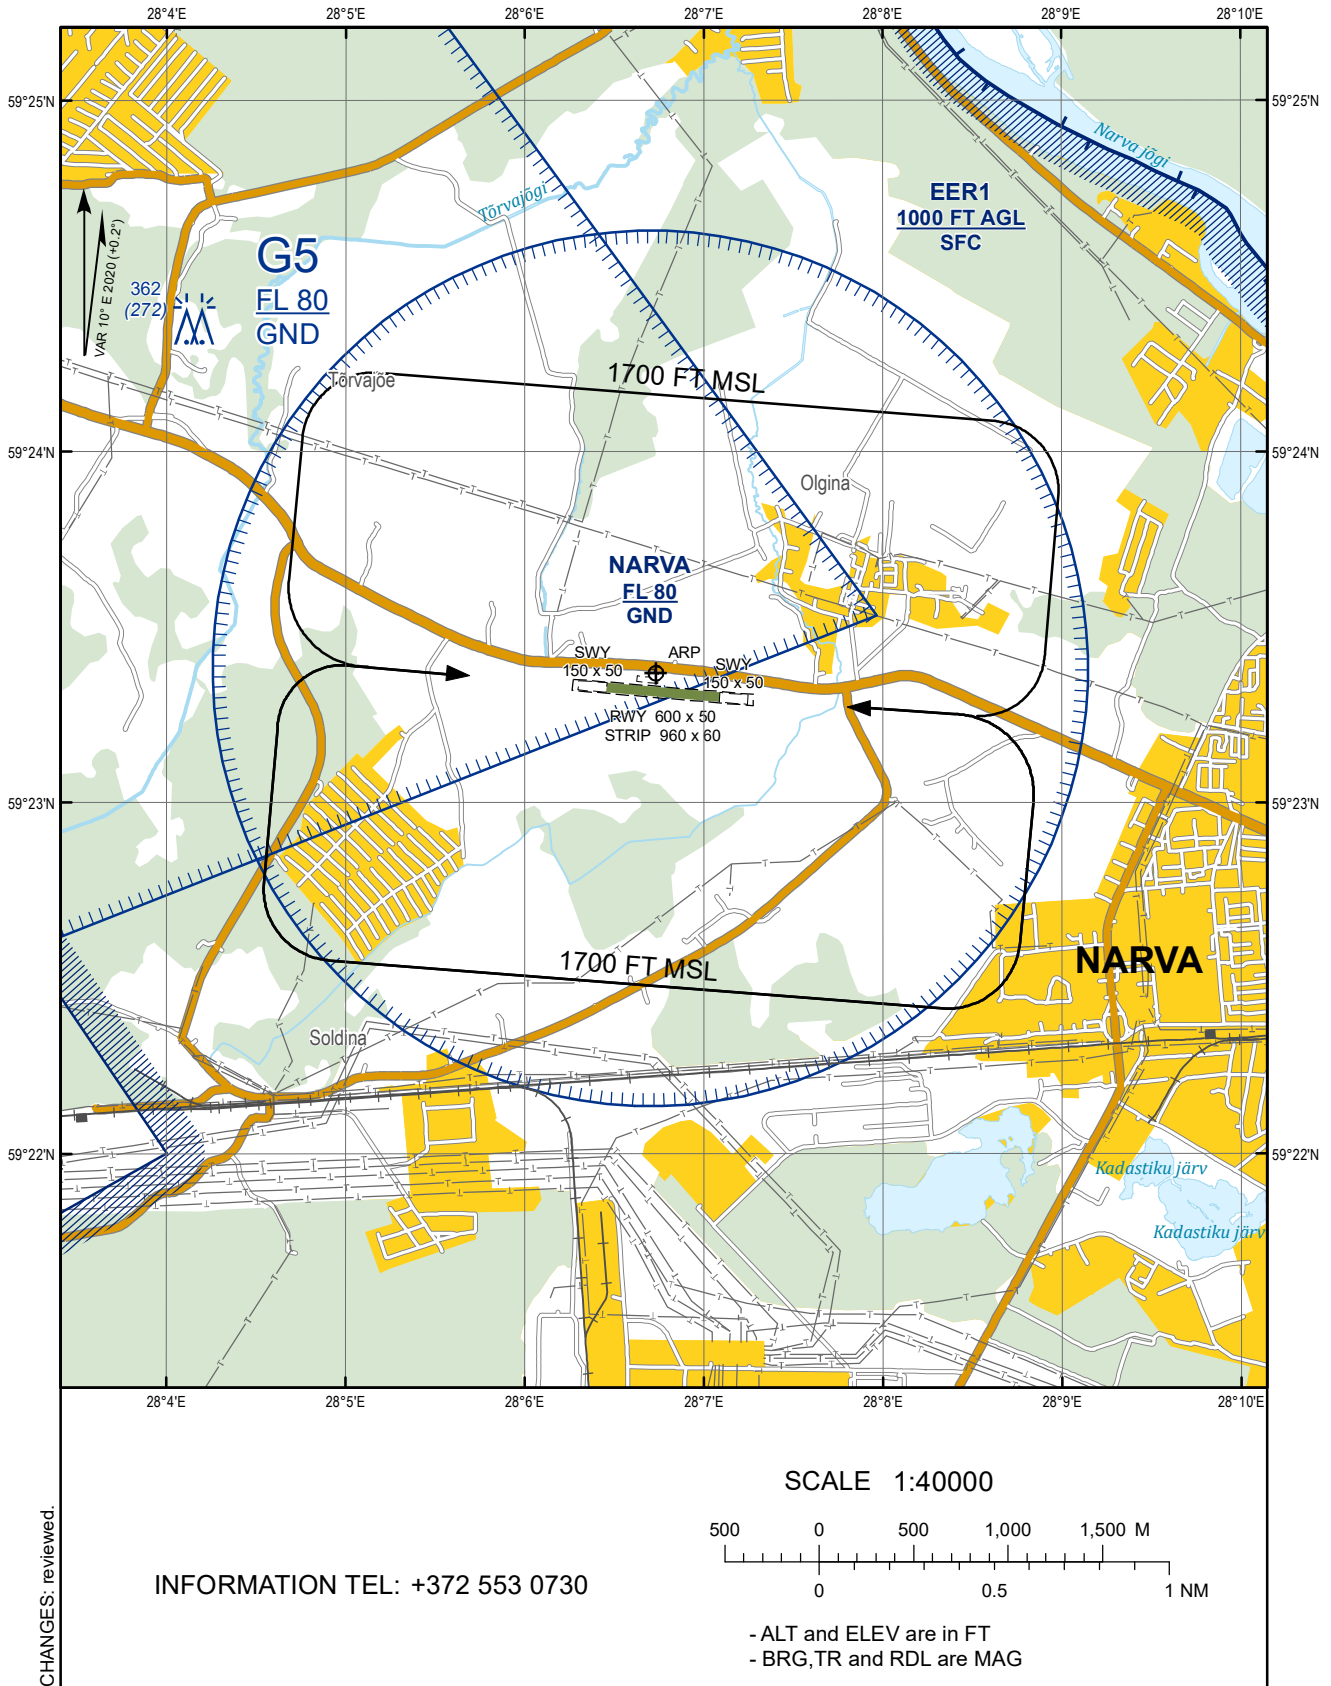 28°4'E 28°5'E 28°6'E 28°7'E 28°8'E 28°9'E 28°10'E
59°25'N
59°25'N
Narva jõgi
EER1
1000 FT AGL
SFC
Tõrvajõgi
G5
FL 80
GND
362
(272)
VAR 10° E 2020 (+0.2°)
Tõrvajõe
1700 FT MSL
59°24'N
59°24'N
Olgina
NARVA
FL 80
GND
SWY
150 x 50
ARP
SWY
150 x 50
RWY 600 x 50
STRIP 960 x 60
59°23'N
59°23'N
1700 FT MSL
NARVA
Soldina
59°22'N
59°22'N
Kadastiku järv
Kadastiku järv
28°4'E 28°5'E 28°6'E 28°7'E 28°8'E 28°9'E 28°10'E
SCALE 1:40000
500 0 500 1,000 1,500 M
0 0.5 1 NM
INFORMATION TEL: +372 553 0730
- ALT and ELEV are in FT
- BRG,TR and RDL are MAG
CHANGES: reviewed.